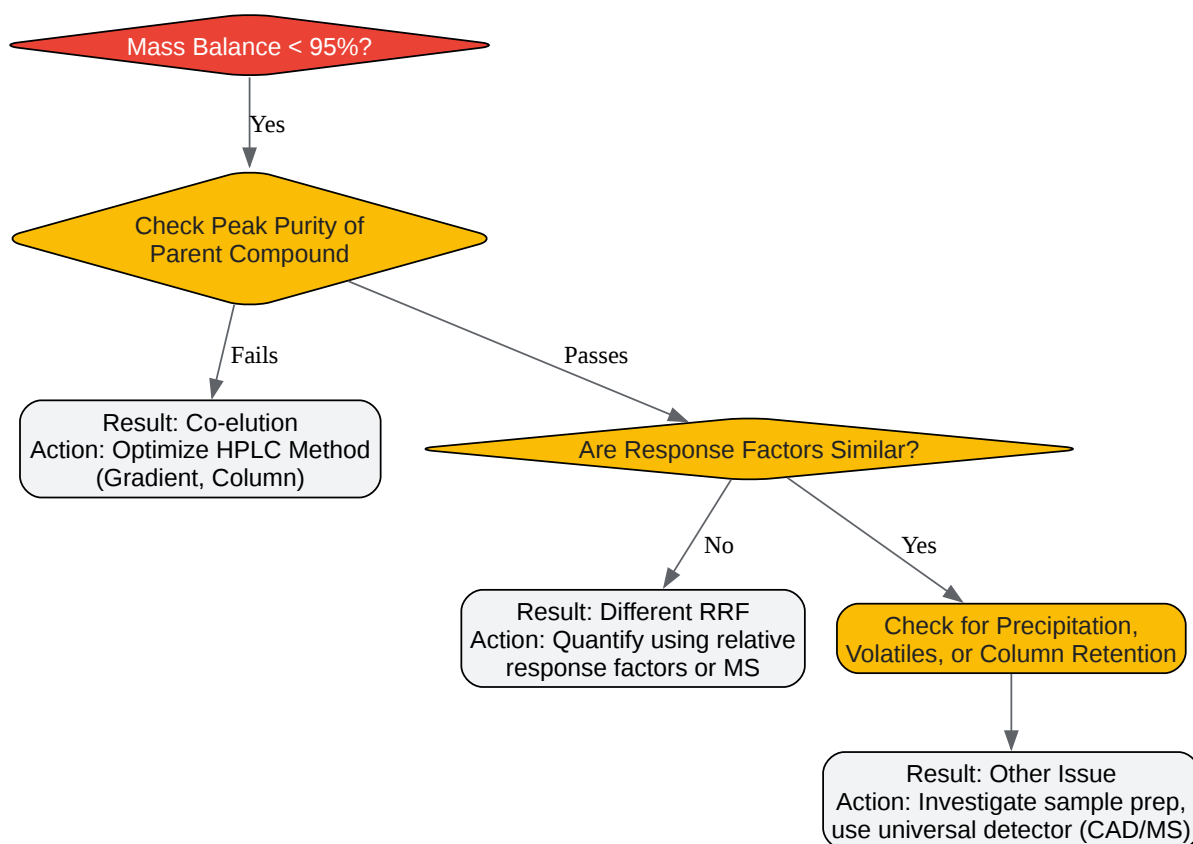 Mass Balance < 95%?
Yes
Check Peak Purity of
Parent Compound
Fails
Passes
Result: Co-elution
Action: Optimize HPLC Method
(Gradient, Column)
Are Response Factors Similar?
No
Yes
Result: Different RRF
Action: Quantify using relative
response factors or MS
Check for Precipitation,
Volatiles, or Column Retention
Result: Other Issue
Action: Investigate sample prep,
use universal detector (CAD/MS)